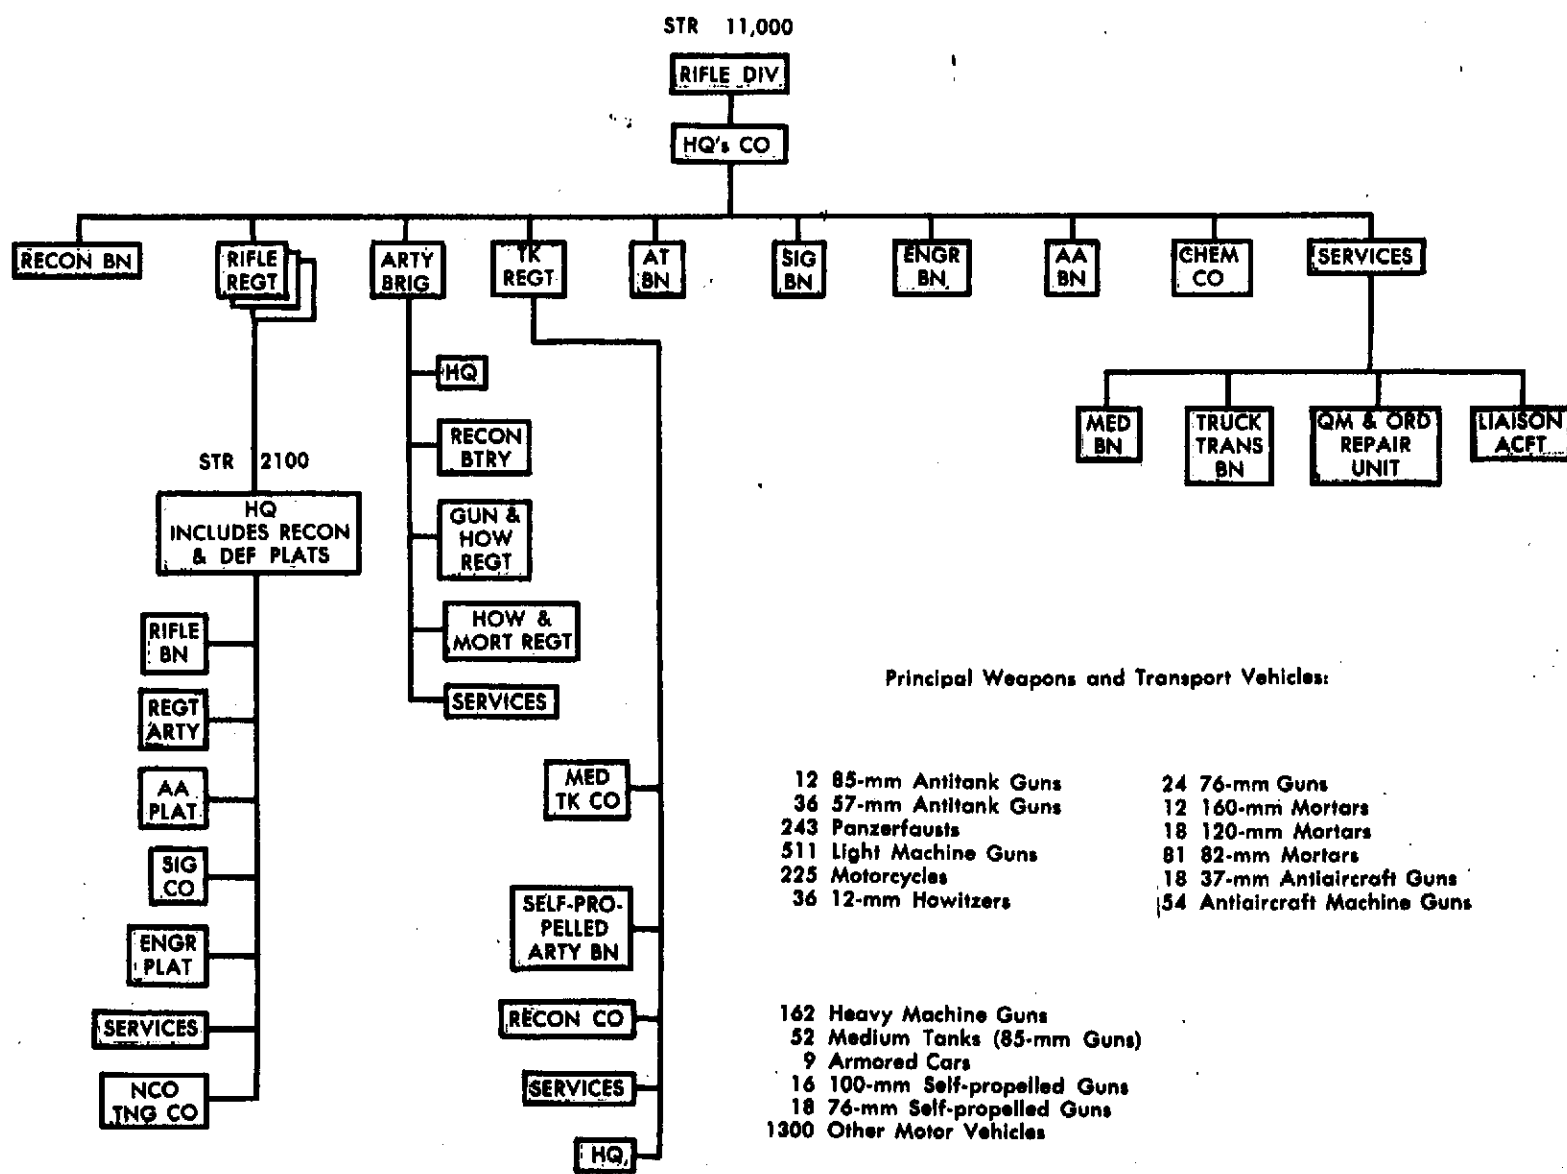 STR 11,000
RIFLE DIV
HQ's CO
RECON BN
RIFLE
REGT
ARTY
BRIG
TK
REGT
AT
BN
SIG
BN
ENGR
BN
AA
BN
CHEM
CO
SERVICES
MED
BN
TRUCK
TRANS
BN
QM & ORD
REPAIR
UNIT
LIAISON
ACFT
STR 2100
HQ
INCLUDES RECON
& DEF PLATS
RIFLE
BN
REGT
ARTY
AA
PLAT
SIG
CO
ENGR
PLAT
SERVICES
NCO
TNG CO
HQ
RECON
BTRY
GUN &
HOW
REGT
HOW &
MORT REGT
SERVICES
MED
TK CO
SELF-PRO-
PELLED
ARTY BN
RECON CO
SERVICES
HQ
Principal Weapons and Transport Vehicles:
12 85-mm Antitank Guns
36 57-mm Antitank Guns
243 Panzerfausts
511 Light Machine Guns
225 Motorcycles
36 12-mm Howitzers
24 76-mm Guns
12 160-mm Mortars
18 120-mm Mortars
81 82-mm Mortars
18 37-mm Antiaircraft Guns
54 Antiaircraft Machine Guns
162 Heavy Machine Guns
52 Medium Tanks (85-mm Guns)
9 Armored Cars
16 100-mm Self-propelled Guns
18 76-mm Self-propelled Guns
1300 Other Motor Vehicles